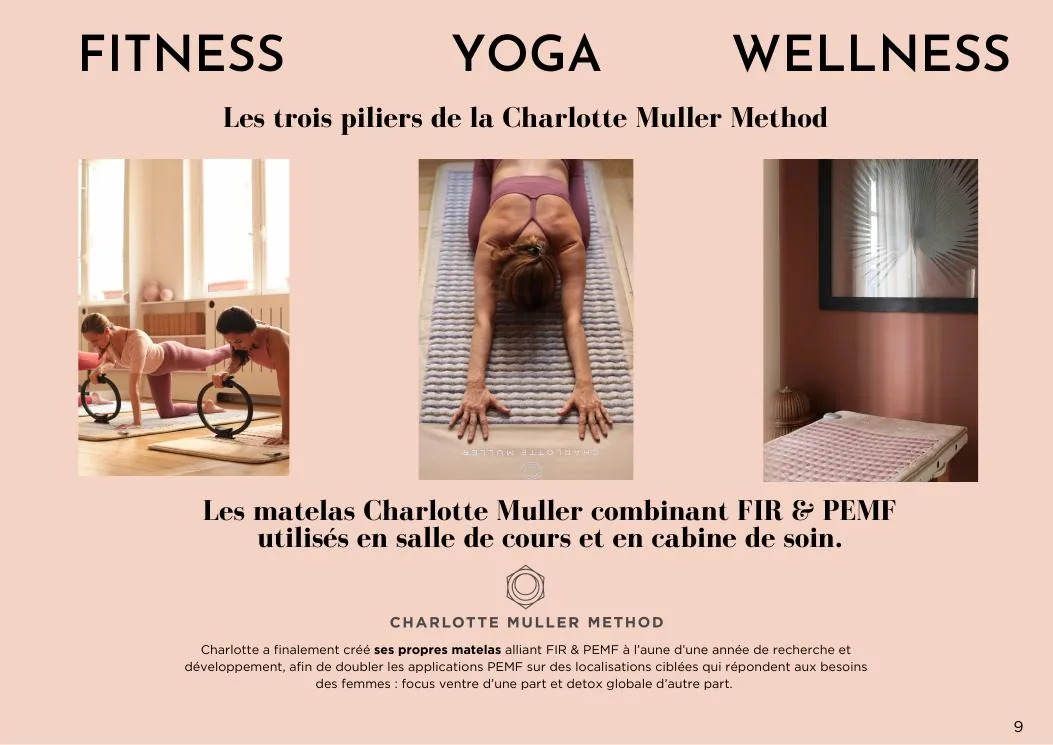 FITNESS YOGA WELLNESS
Les trois piliers de la Charlotte Muller Method
CHARLOTTE MULLER
Les matelas Charlotte Muller combinant FIR & PEMF
utilisés en salle de cours et en cabine de soin.
CHARLOTTE MULLER METHOD
Charlotte a finalement créé ses propres matelas alliant FIR & PEMF à l'aune d'une année de recherche et
développement, afin de doubler les applications PEMF sur des localisations ciblées qui répondent aux besoins
des femmes : focus ventre d'une part et detox globale d'autre part.
9